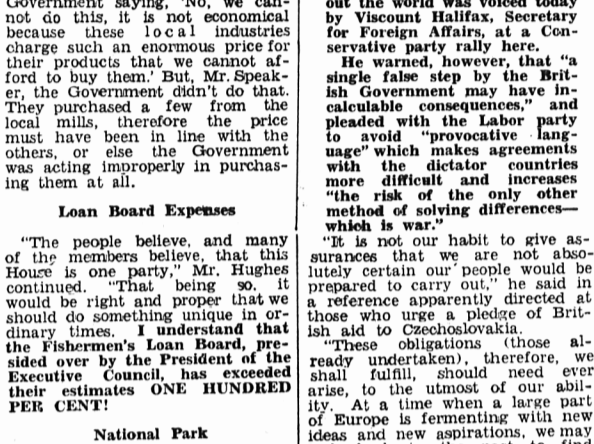 Government saying, 'No, we can-
not do this, it is not economical
because these local industries
charge such an enormous price for
their products that we cannot af-
ford to buy them.' But, Mr. Speak-
er, the Government didn't do that.
They purchased a few from the
local mills, therefore the price
must have been in line with the
others, or else the Government
was acting improperly in purchas-
ing them at all.
Loan Board Expenses
"The people believe, and many
of the members believe, that this
House is one party," Mr. Hughes
continued. "That being so, it
would be right and proper that we
should do something unique in or-
dinary times. I understand that
the Fishermen's Loan Board, pre-
sided over by the President of the
Executive Council, has exceeded
their estimates ONE HUNDRED
PER CENT!
National Park
out the world was voiced today
by Viscount Halifax, Secretary
for Foreign Affairs, at a Con-
servative party rally here.
He warned, however, that "a
single false step by the Brit-
ish Government may have in-
calculable consequences," and
pleaded with the Labor party
to avoid "provocative lang-
uage" which makes agreements
with the dictator countries
more difficult and increases
"the risk of the only other
method of solving differences—
which is war."
"It is not our habit to give as-
surances that we are not abso-
lutely certain our people would be
prepared to carry out," he said in
a reference apparently directed at
those who urge a pledge of Brit-
ish aid to Czechoslovakia.
"These obligations (those al-
ready undertaken), therefore, we
shall fulfill, should need ever
arise, to the utmost of our abil-
ity. At a time when a large part
of Europe is fermenting with new
ideas and new aspirations, we may